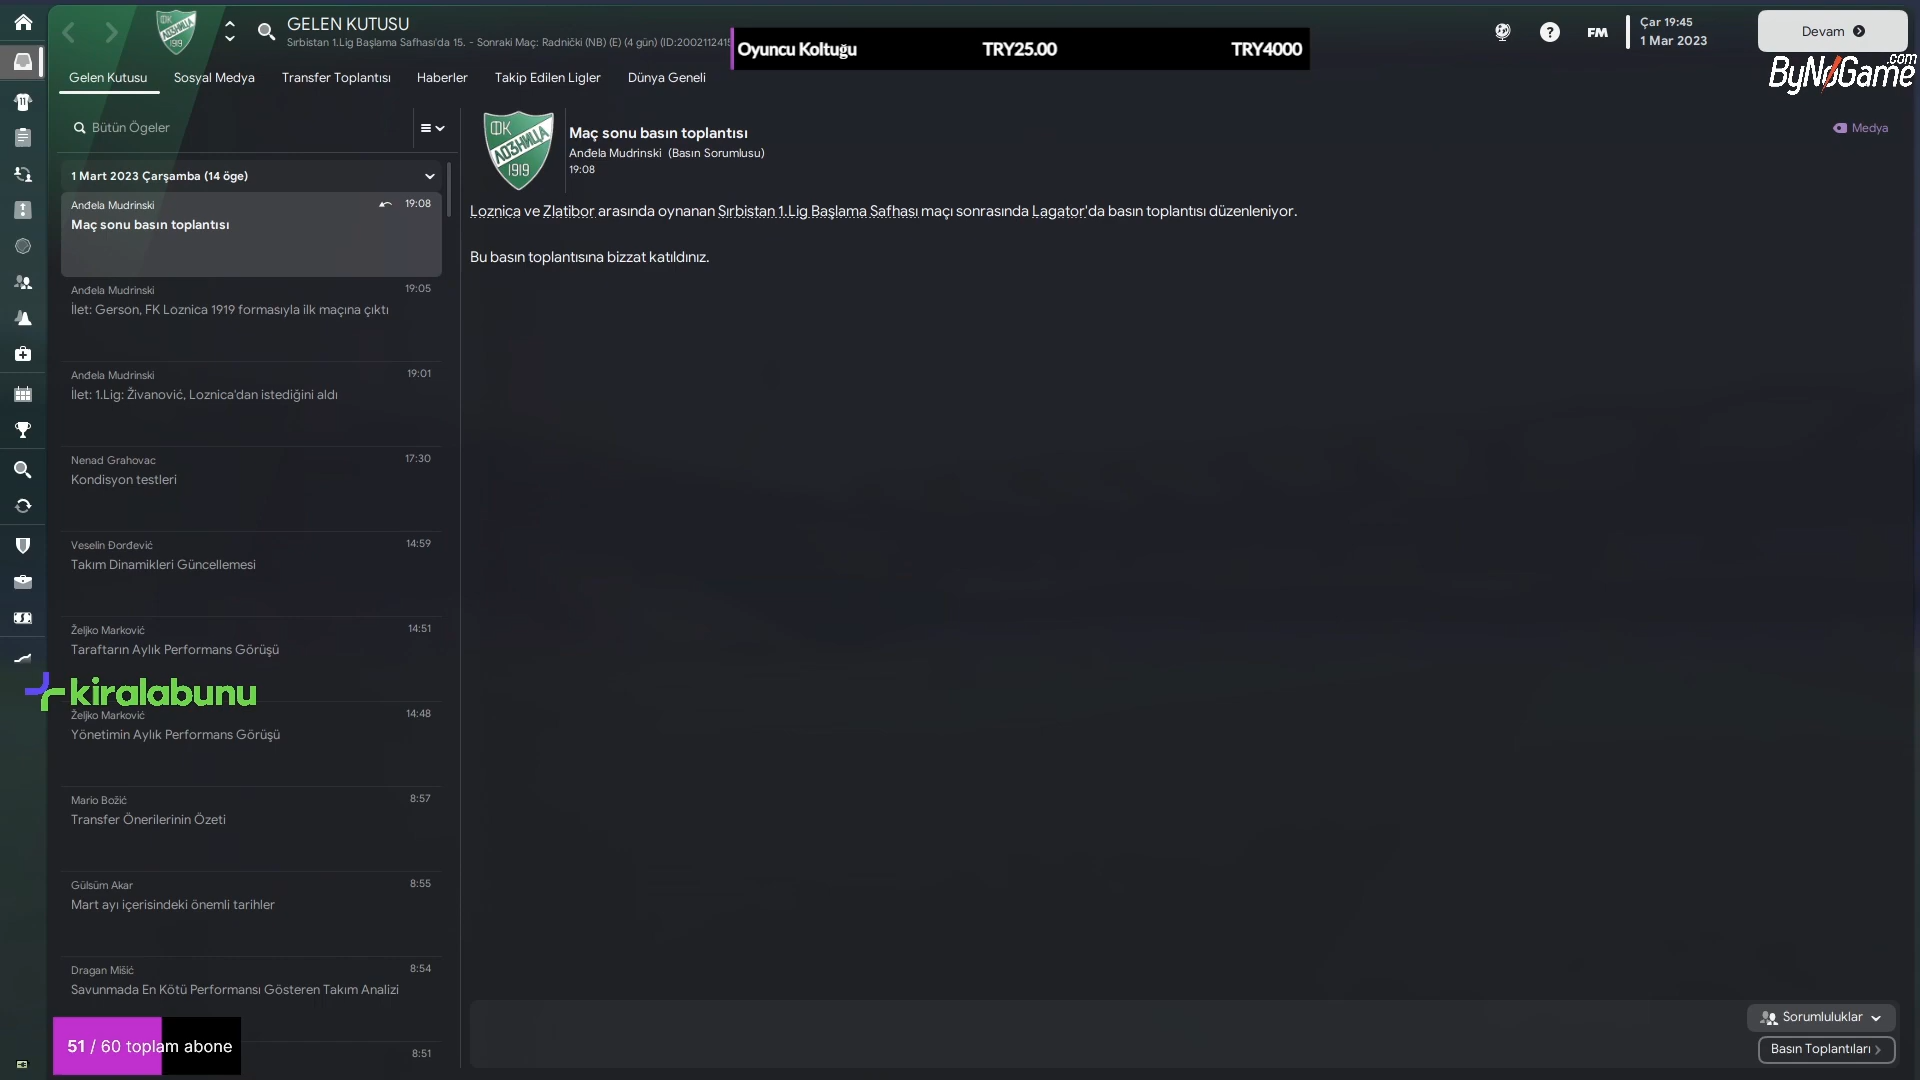 GELEN KUTUSU
Sırbistan 1.Lig Başlama Safhası'da 15. - Sonraki Maç: Radnički (NB) (E) (4 gün) (ID:2002112415
Oyuncu Koltuğu TRY25.00 TRY4000
FM
Çar 19:45
1 Mar 2023
Devam
ByNoGame.com
Gelen Kutusu Sosyal Medya Transfer Toplantısı Haberler Takip Edilen Ligler Dünya Geneli
Bütün Ögeler
1 Mart 2023 Çarşamba (14 öge)
Anđela Mudrinski 19:08
Maç sonu basın toplantısı
Anđela Mudrinski 19:05
İlet: Gerson, FK Loznica 1919 formasıyla ilk maçına çıktı
Anđela Mudrinski 19:01
İlet: 1.Lig: Živanović, Loznica'dan istediğini aldı
Nenad Grahovac 17:30
Kondisyon testleri
Veselin Đorđević 14:59
Takım Dinamikleri Güncellemesi
Željko Marković 14:51
Taraftarın Aylık Performans Görüşü
kiralabunu
Željko Marković 14:48
Yönetimin Aylık Performans Görüşü
Mario Božić 8:57
Transfer Önerilerinin Özeti
Gülsüm Akar 8:55
Mart ayı içerisindeki önemli tarihler
Dragan Mišić 8:54
Savunmada En Kötü Performansı Gösteren Takım Analizi
51 / 60 toplam abone
8:51
ФК
ЛОЗНИЦА
1919
Maç sonu basın toplantısı
Anđela Mudrinski (Basın Sorumlusu)
19:08
Medya
Loznica ve Zlatibor arasında oynanan Sırbistan 1.Lig Başlama Safhası maçı sonrasında Lagator'da basın toplantısı düzenleniyor.
Bu basın toplantısına bizzat katıldınız.
Sorumluluklar
Basın Toplantıları